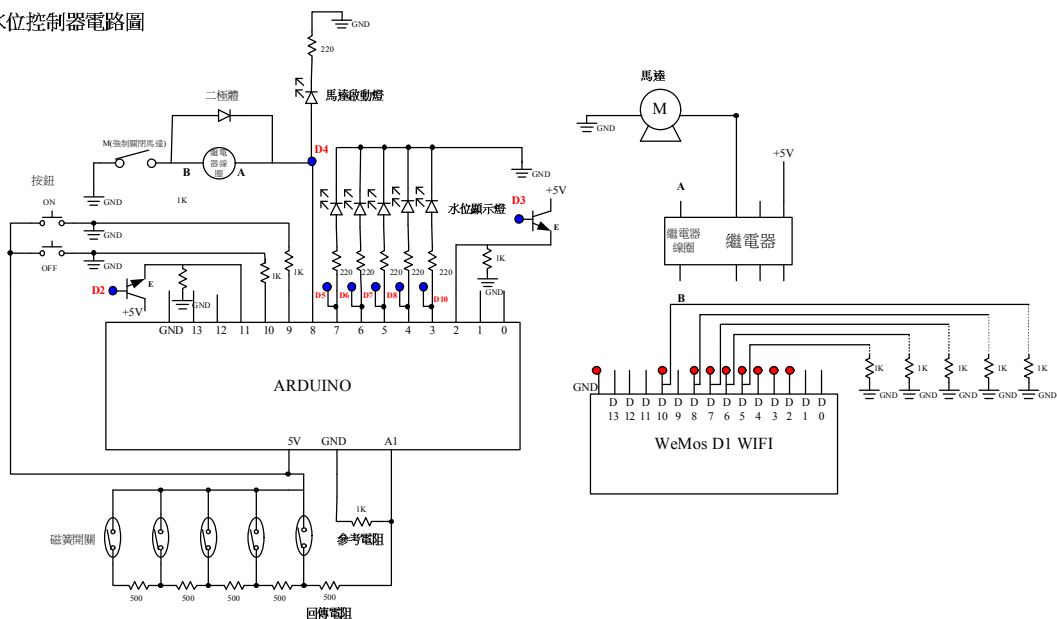 水位控制器電路圖
GND
220
馬達啟動燈
二極體
M(強制關閉馬達)
B
繼電
器線
圈
A
D4
GND
1K
按鈕
ON
GND
OFF
GND
1K
1K
D2
E
+5V
GND
GND
水位顯示燈
D3
+5V
E
1K
GND
220
220
220
220
220
D5
D6
D7
D8
D10
GND
13
12
11
10
9
8
7
6
5
4
3
2
1
0
ARDUINO
5V
GND
A1
磁簧開關
1K
參考電阻
500
500
500
500
500
回傳電阻
馬達
M
GND
+5V
A
繼電器
線圈
繼電器
B
1K
1K
1K
1K
1K
GND
GND
GND
GND
GND
GND
D
13
D
12
D
11
D
10
D
9
D
8
D
7
D
6
D
5
D
4
D
3
D
2
D
1
D
0
WeMos D1 WIFI